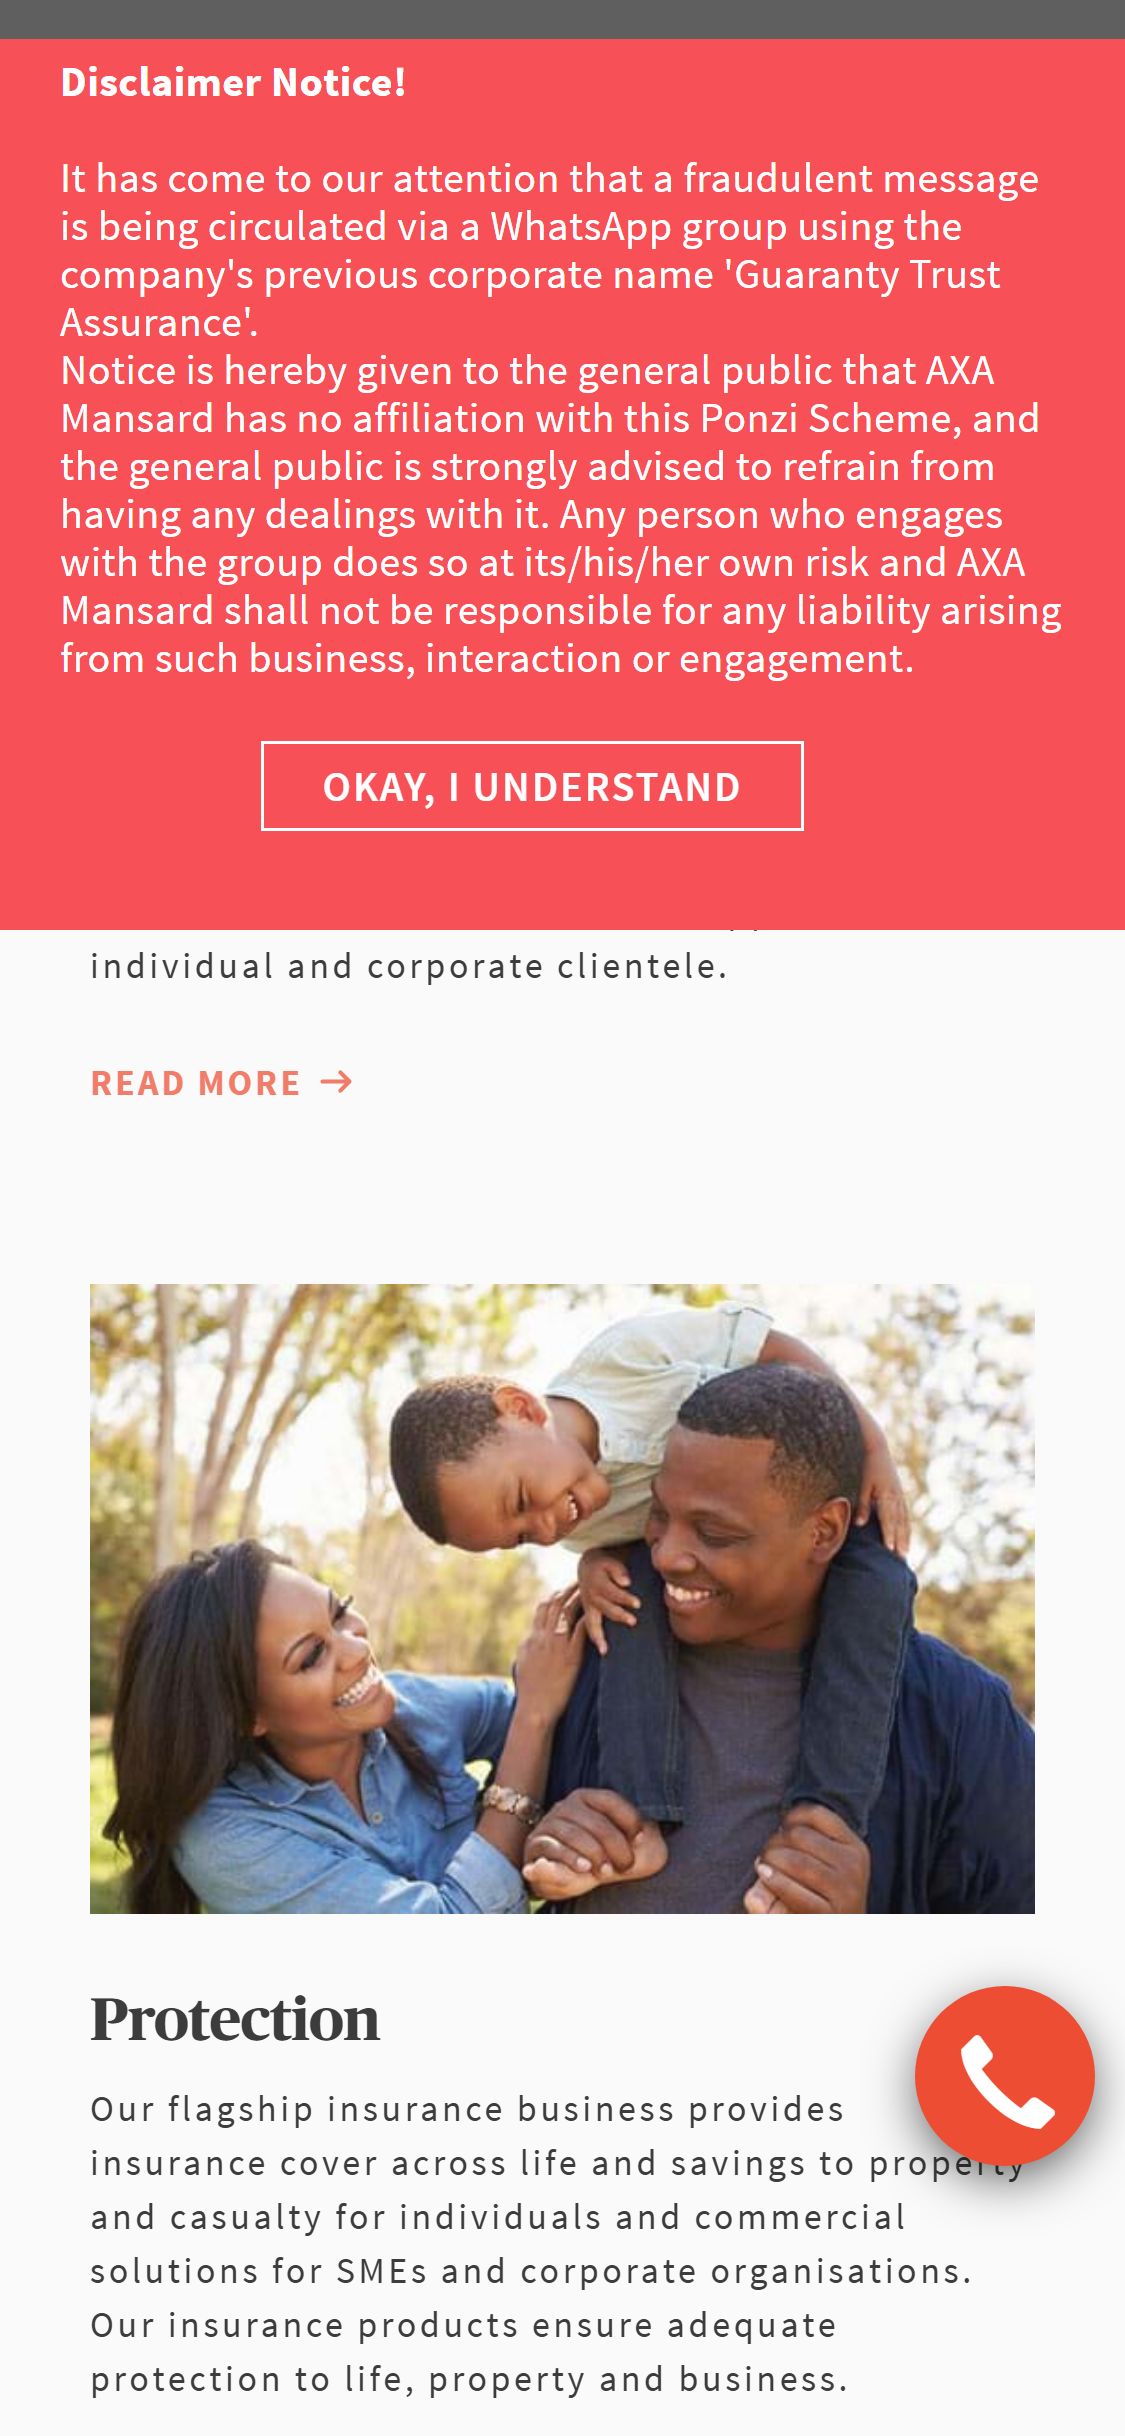 Disclaimer Notice!
It has come to our attention that a fraudulent message
is being circulated via a WhatsApp group using the
company's previous corporate name 'Guaranty Trust
Assurance'.
Notice is hereby given to the general public that AXA
Mansard has no affiliation with this Ponzi Scheme, and
the general public is strongly advised to refrain from
having any dealings with it. Any person who engages
with the group does so at its/his/her own risk and AXA
Mansard shall not be responsible for any liability arising
from such business, interaction or engagement.
OKAY, I UNDERSTAND
individual and corporate clientele.
READ MORE →
Protection
Our flagship insurance business provides
insurance cover across life and savings to property
and casualty for individuals and commercial
solutions for SMEs and corporate organisations.
Our insurance products ensure adequate
protection to life, property and business.